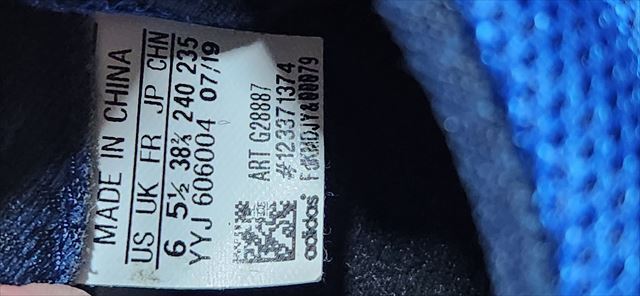 MADE IN CHINA
US UK FR JP CHN
6 5½ 38⅔ 240 235
YYJ 606004 07/19
ART G28887
#123371374
adidas